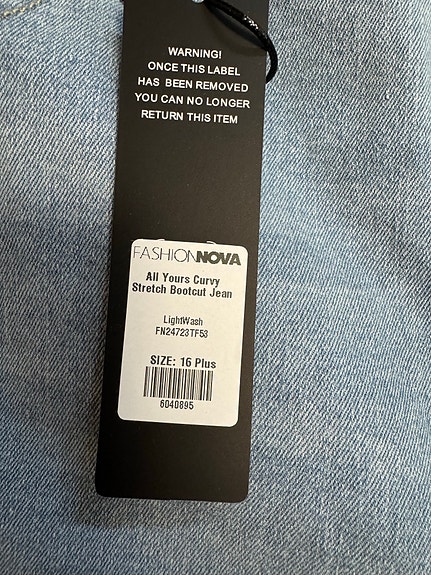 WARNING!
ONCE THIS LABEL
HAS BEEN REMOVED
YOU CAN NO LONGER
RETURN THIS ITEM
FASHIONNOVA
All Yours Curvy
Stretch Bootcut Jean
LightWash
FN24723TF53
SIZE: 16 Plus
6040895